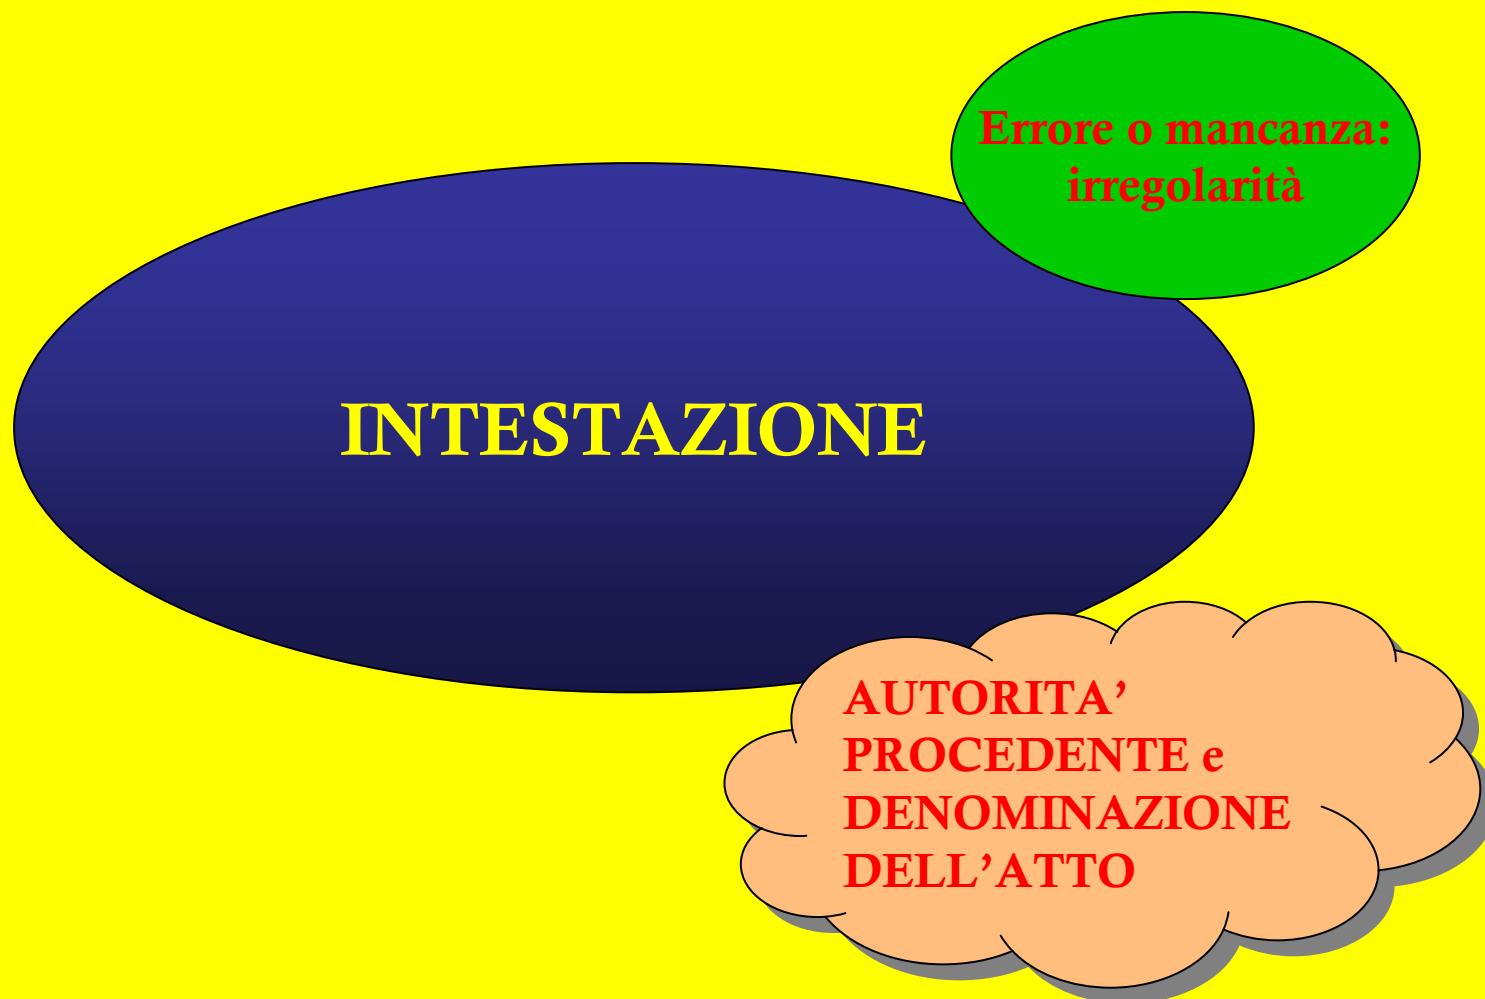 Errore o mancanza:
irregolarità
INTESTAZIONE
AUTORITA’
PROCEDENTE e
DENOMINAZIONE
DELL’ATTO